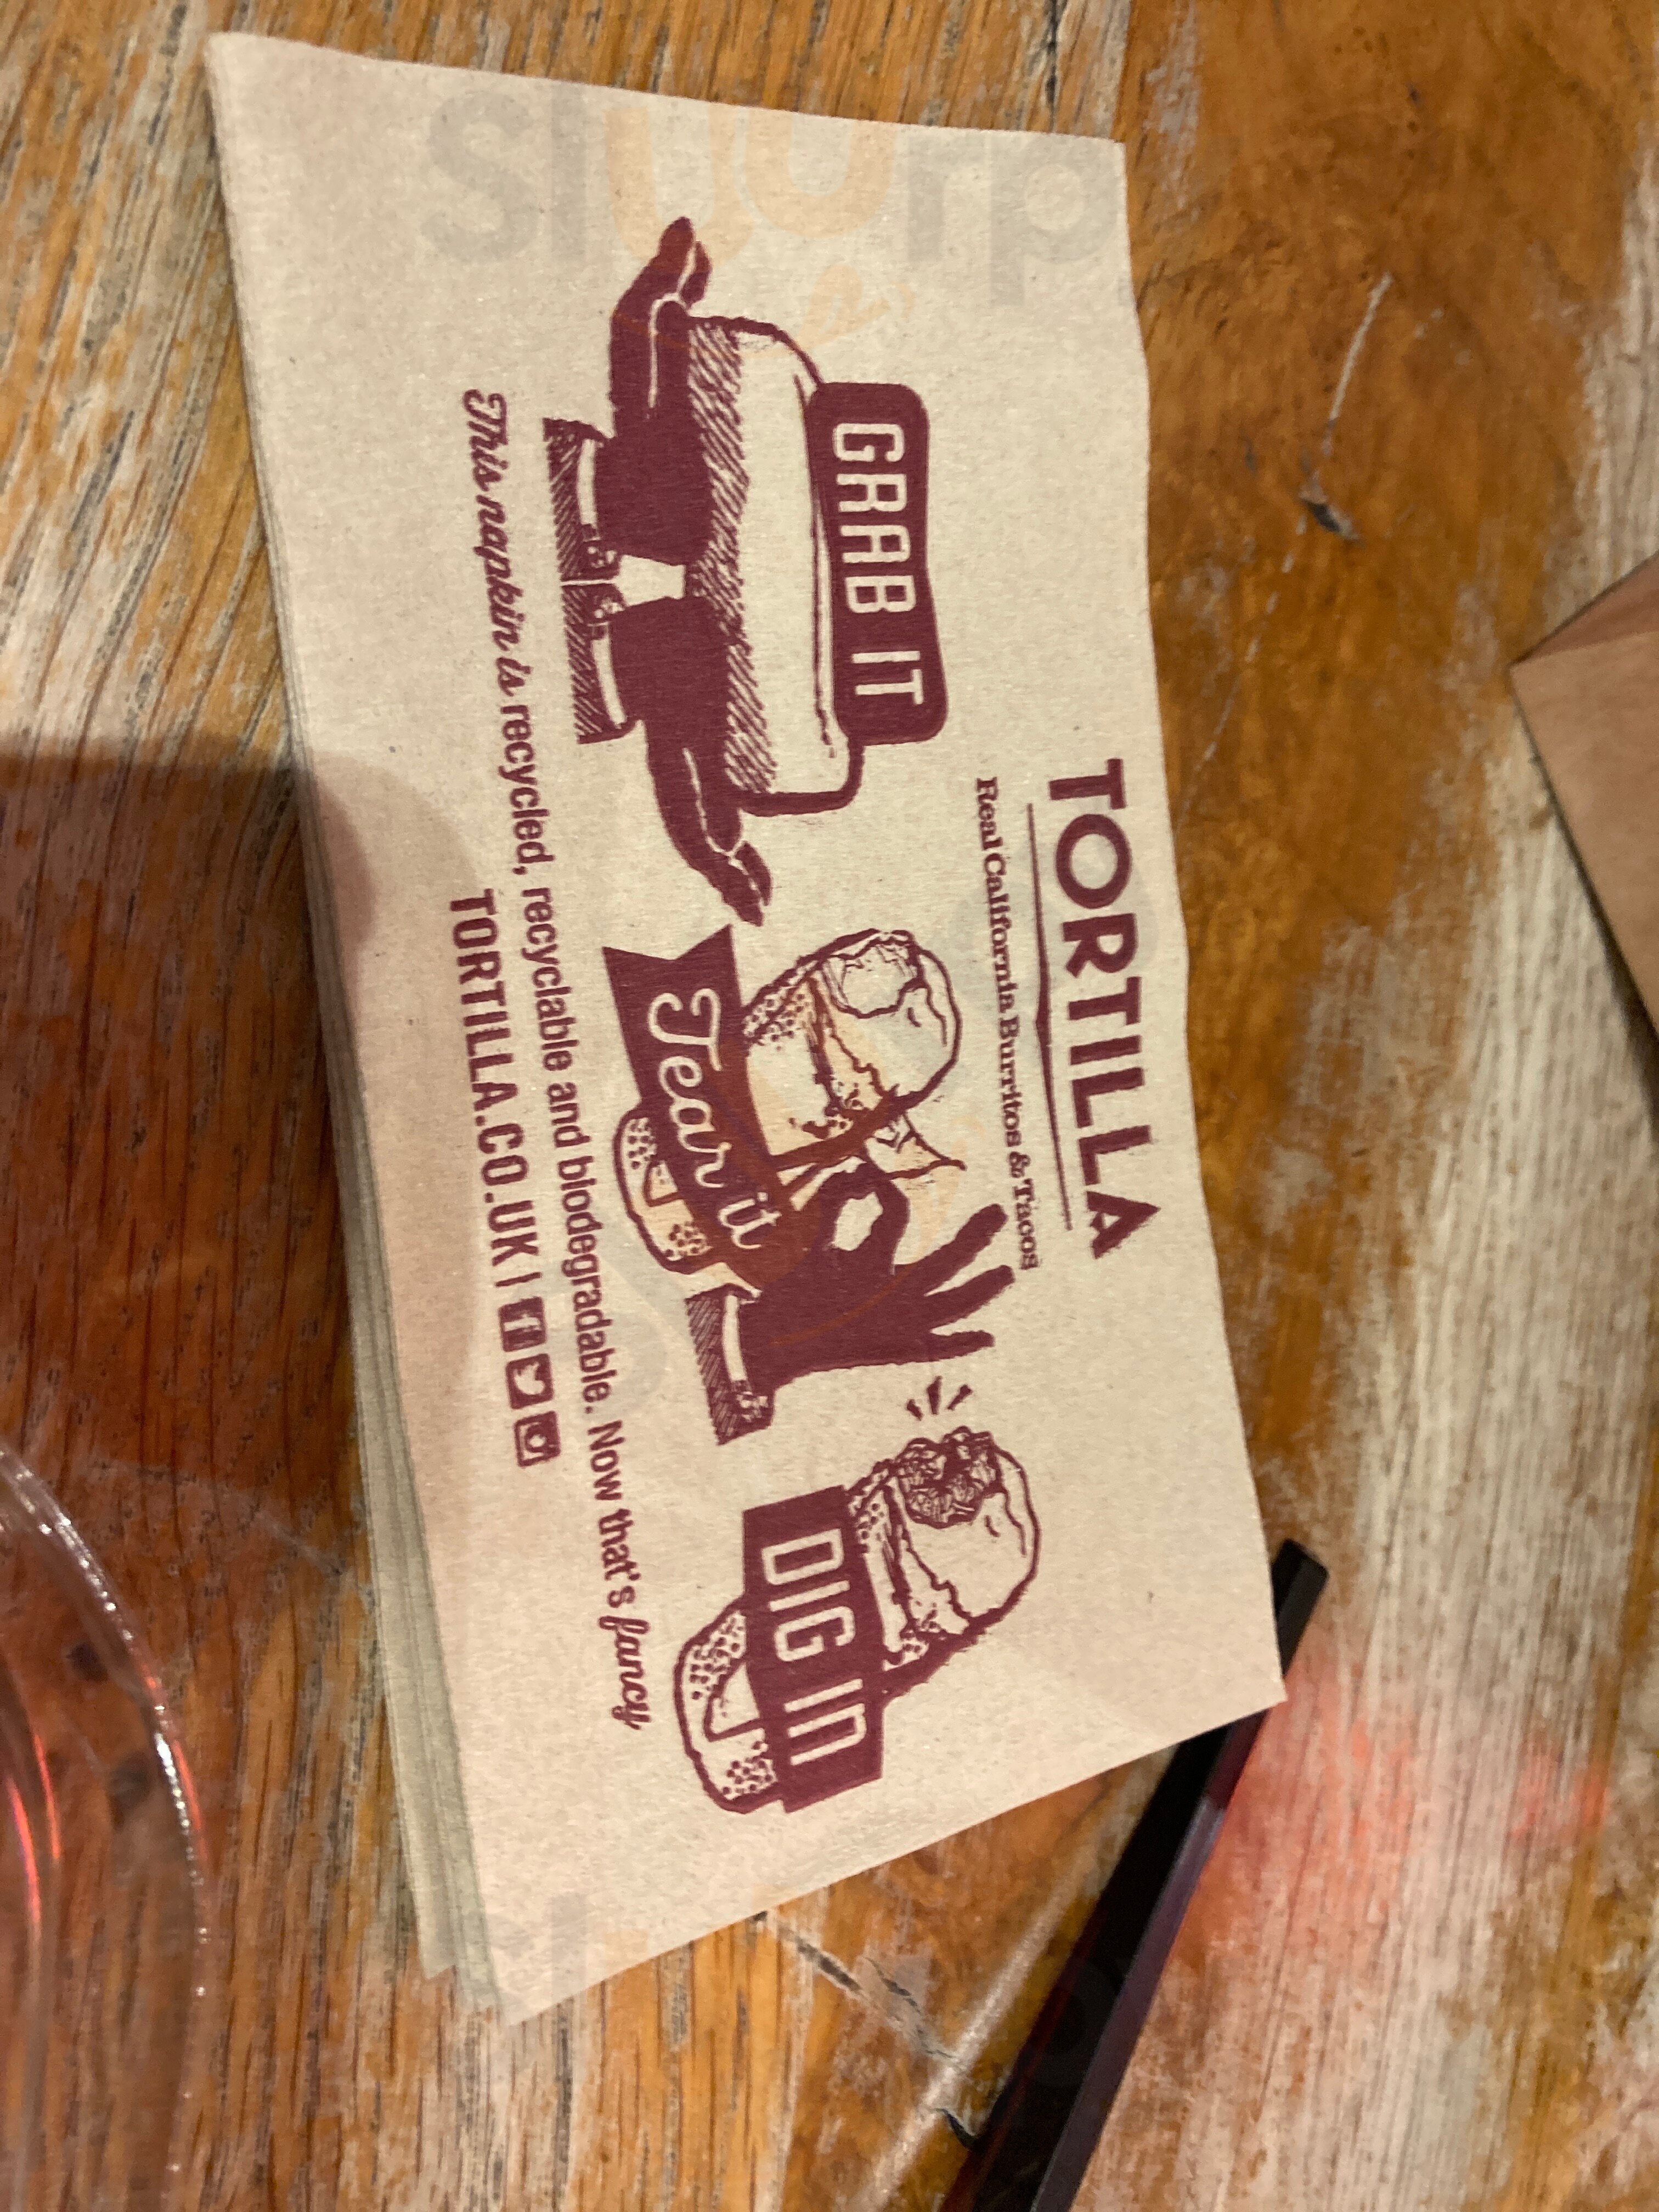 TORTILLA
Real California Burritos & Tacos
GRAB IT
Tear it
DIG IN
This napkin is recycled, recyclable and biodegradable. Now that's fancy
TORTILLA.CO.UK |
slurp